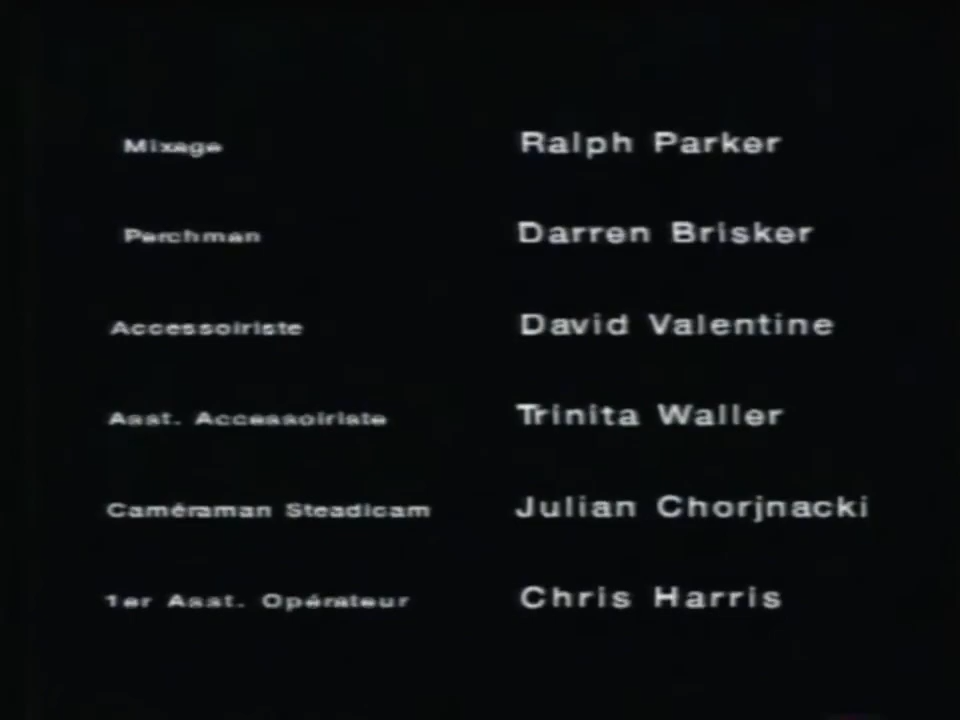 Mixage Ralph Parker
Perchman Darren Brisker
Accessoiriste David Valentine
Asst. Accessoiriste Trinita Waller
Caméraman Steadicam Julian Chorjnacki
1er Asst. Opérateur Chris Harris